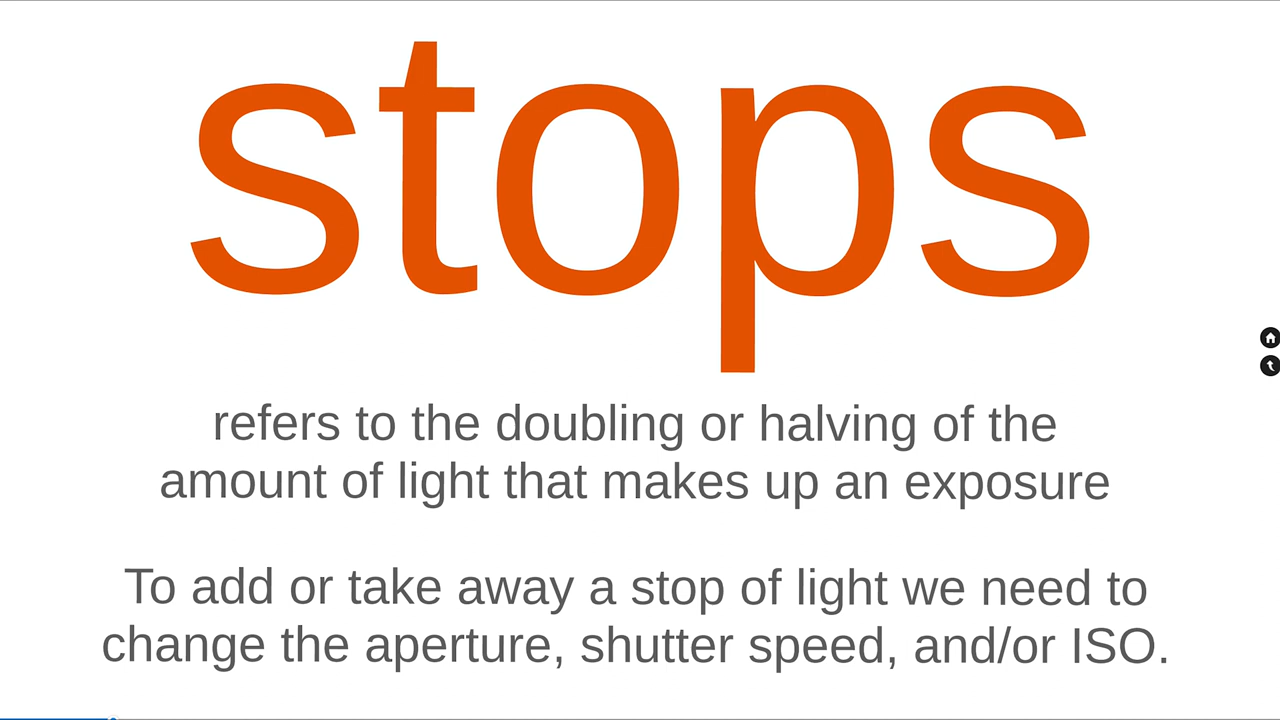 stops
refers to the doubling or halving of the
amount of light that makes up an exposure
To add or take away a stop of light we need to
change the aperture, shutter speed, and/or ISO.